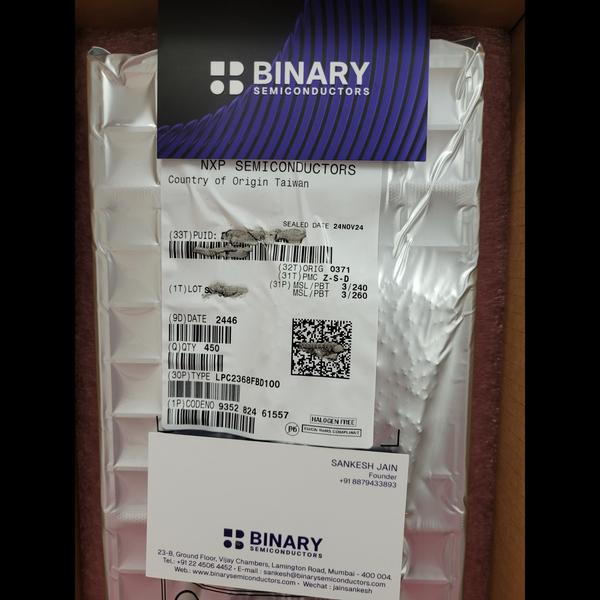 BINARY
SEMICONDUCTORS
NXP SEMICONDUCTORS
Country of Origin Taiwan
SEALED DATE 24NOV24
(33T)PUID:
(32T)ORIG 0371
(31T)PMC Z-S-D
(1T)LOT
(31P) MSL/PBT 3/240
MSL/PBT 3/260
(9D)DATE 2446
(Q)QTY 450
(30P)TYPE LPC2368FBD100
(1P)CODENO 9352 824 61557
HALOGEN FREE
RoHS COMPLIANT
SANKESH JAIN
Founder
+91 8879433893
BINARY
SEMICONDUCTORS
23-B, Ground Floor, Vijay Chambers, Lamington Road, Mumbai - 400 004.
Tel.: +91 22 4506 4452 • E-mail : sankesh@binarysemiconductors.com
Web.: www.binarysemiconductors.com • Wechat : jainsankesh